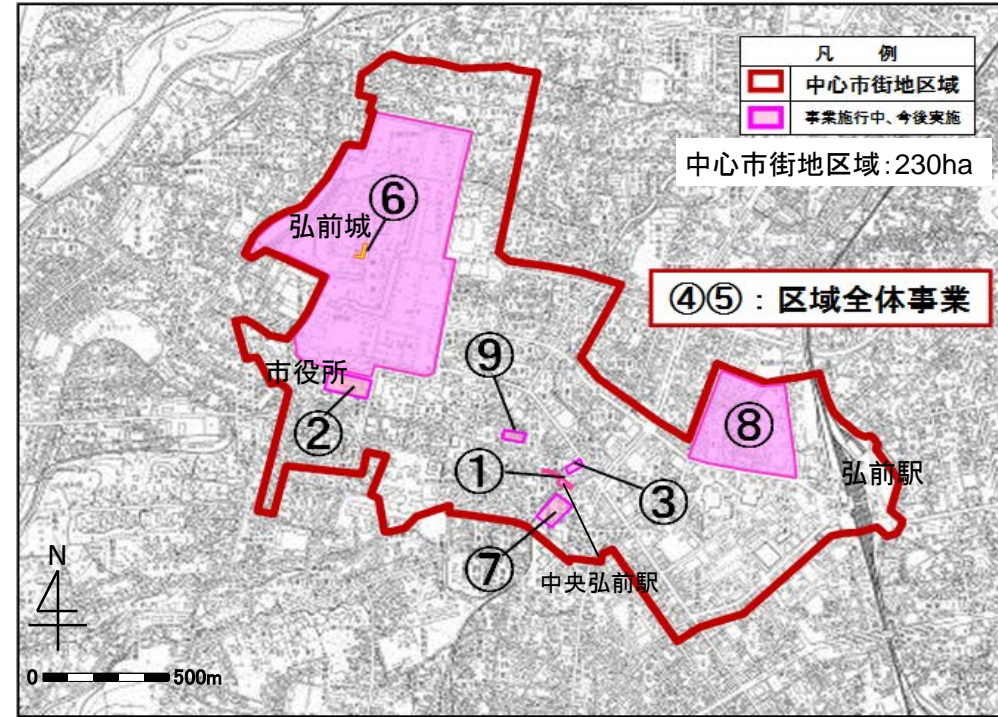 凡 例
中心市街地区域
事業施行中、今後実施
中心市街地区域:230ha
⑥
弘前城
④⑤:区域全体事業
⑨
市役所
②
⑧
①
弘前駅
③
⑦
中央弘前駅
N
0 500m